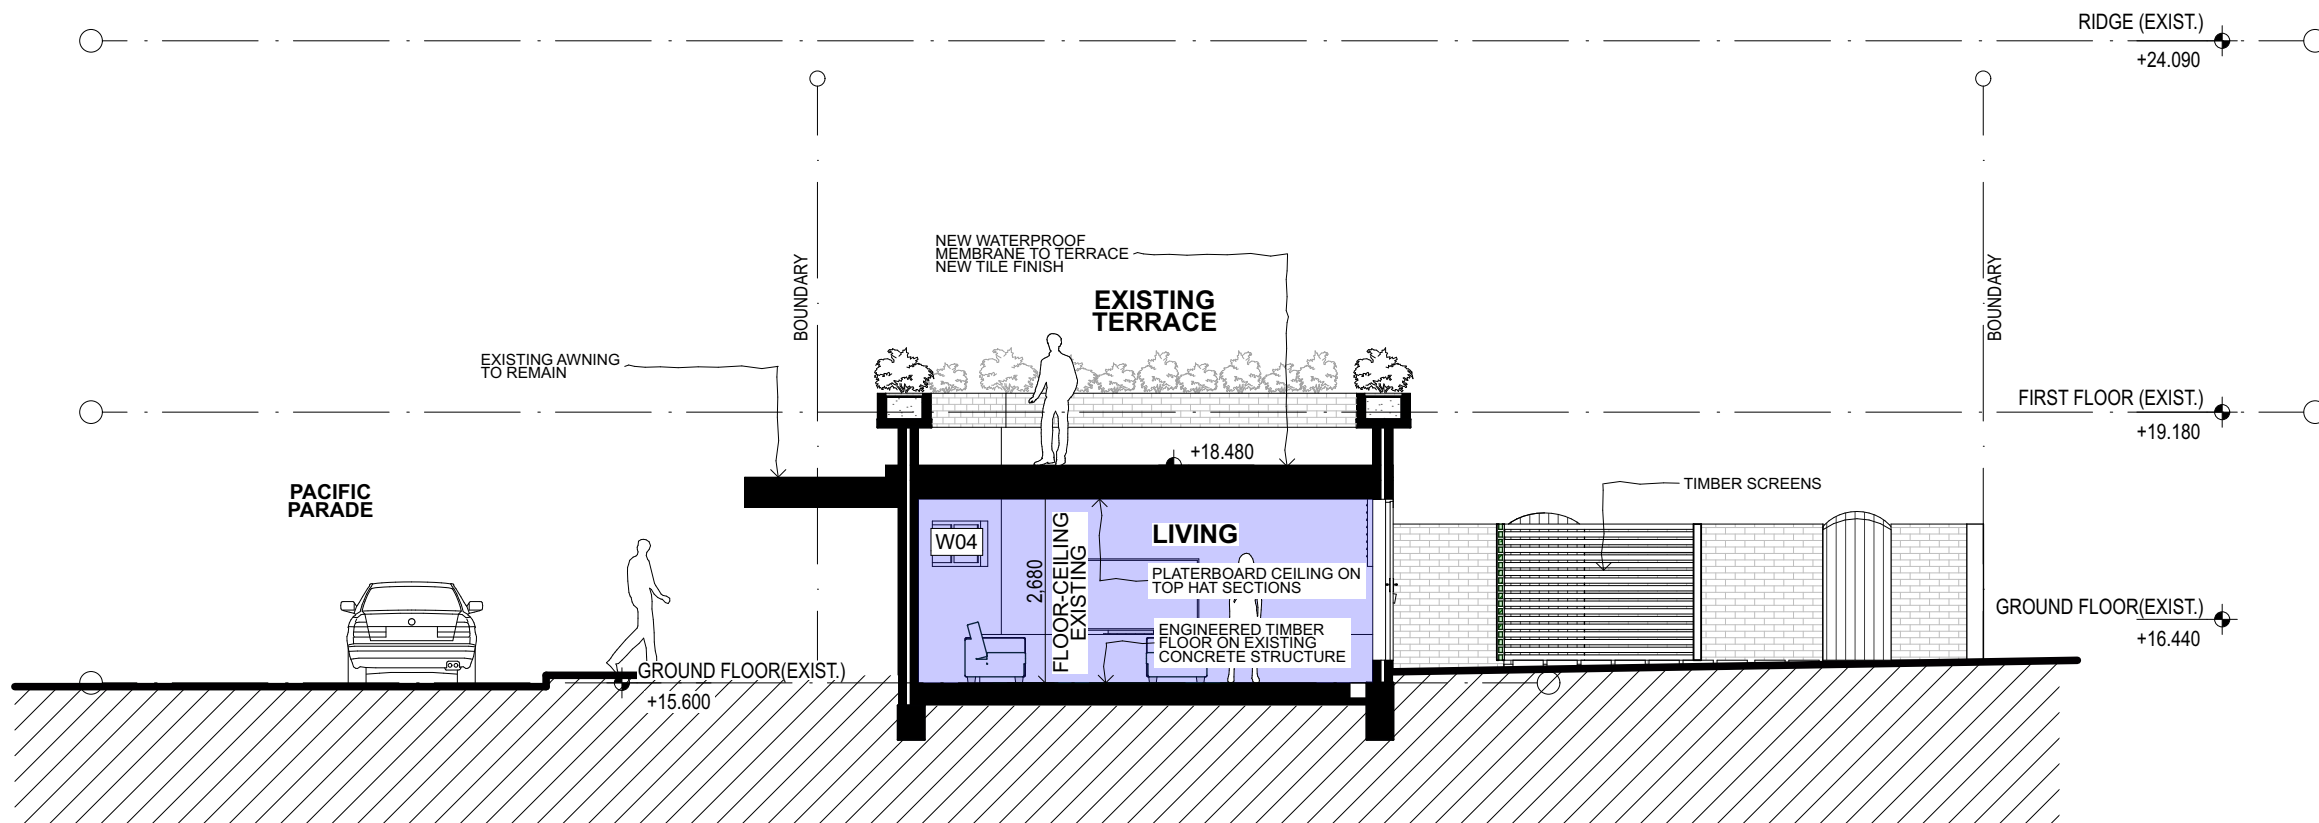 RIDGE (EXIST.)
+24.090
NEW WATERPROOF
MEMBRANE TO TERRACE
NEW TILE FINISH
BOUNDARY
BOUNDARY
EXISTING
TERRACE
EXISTING AWNING
TO REMAIN
FIRST FLOOR (EXIST.)
+19.180
+18.480
PACIFIC
PARADE
TIMBER SCREENS
W04
LIVING
2,680
FLOOR-CEILING
EXISTING
PLATERBOARD CEILING ON
TOP HAT SECTIONS
ENGINEERED TIMBER
FLOOR ON EXISTING
CONCRETE STRUCTURE
GROUND FLOOR(EXIST.)
+16.440
GROUND FLOOR(EXIST.)
+15.600